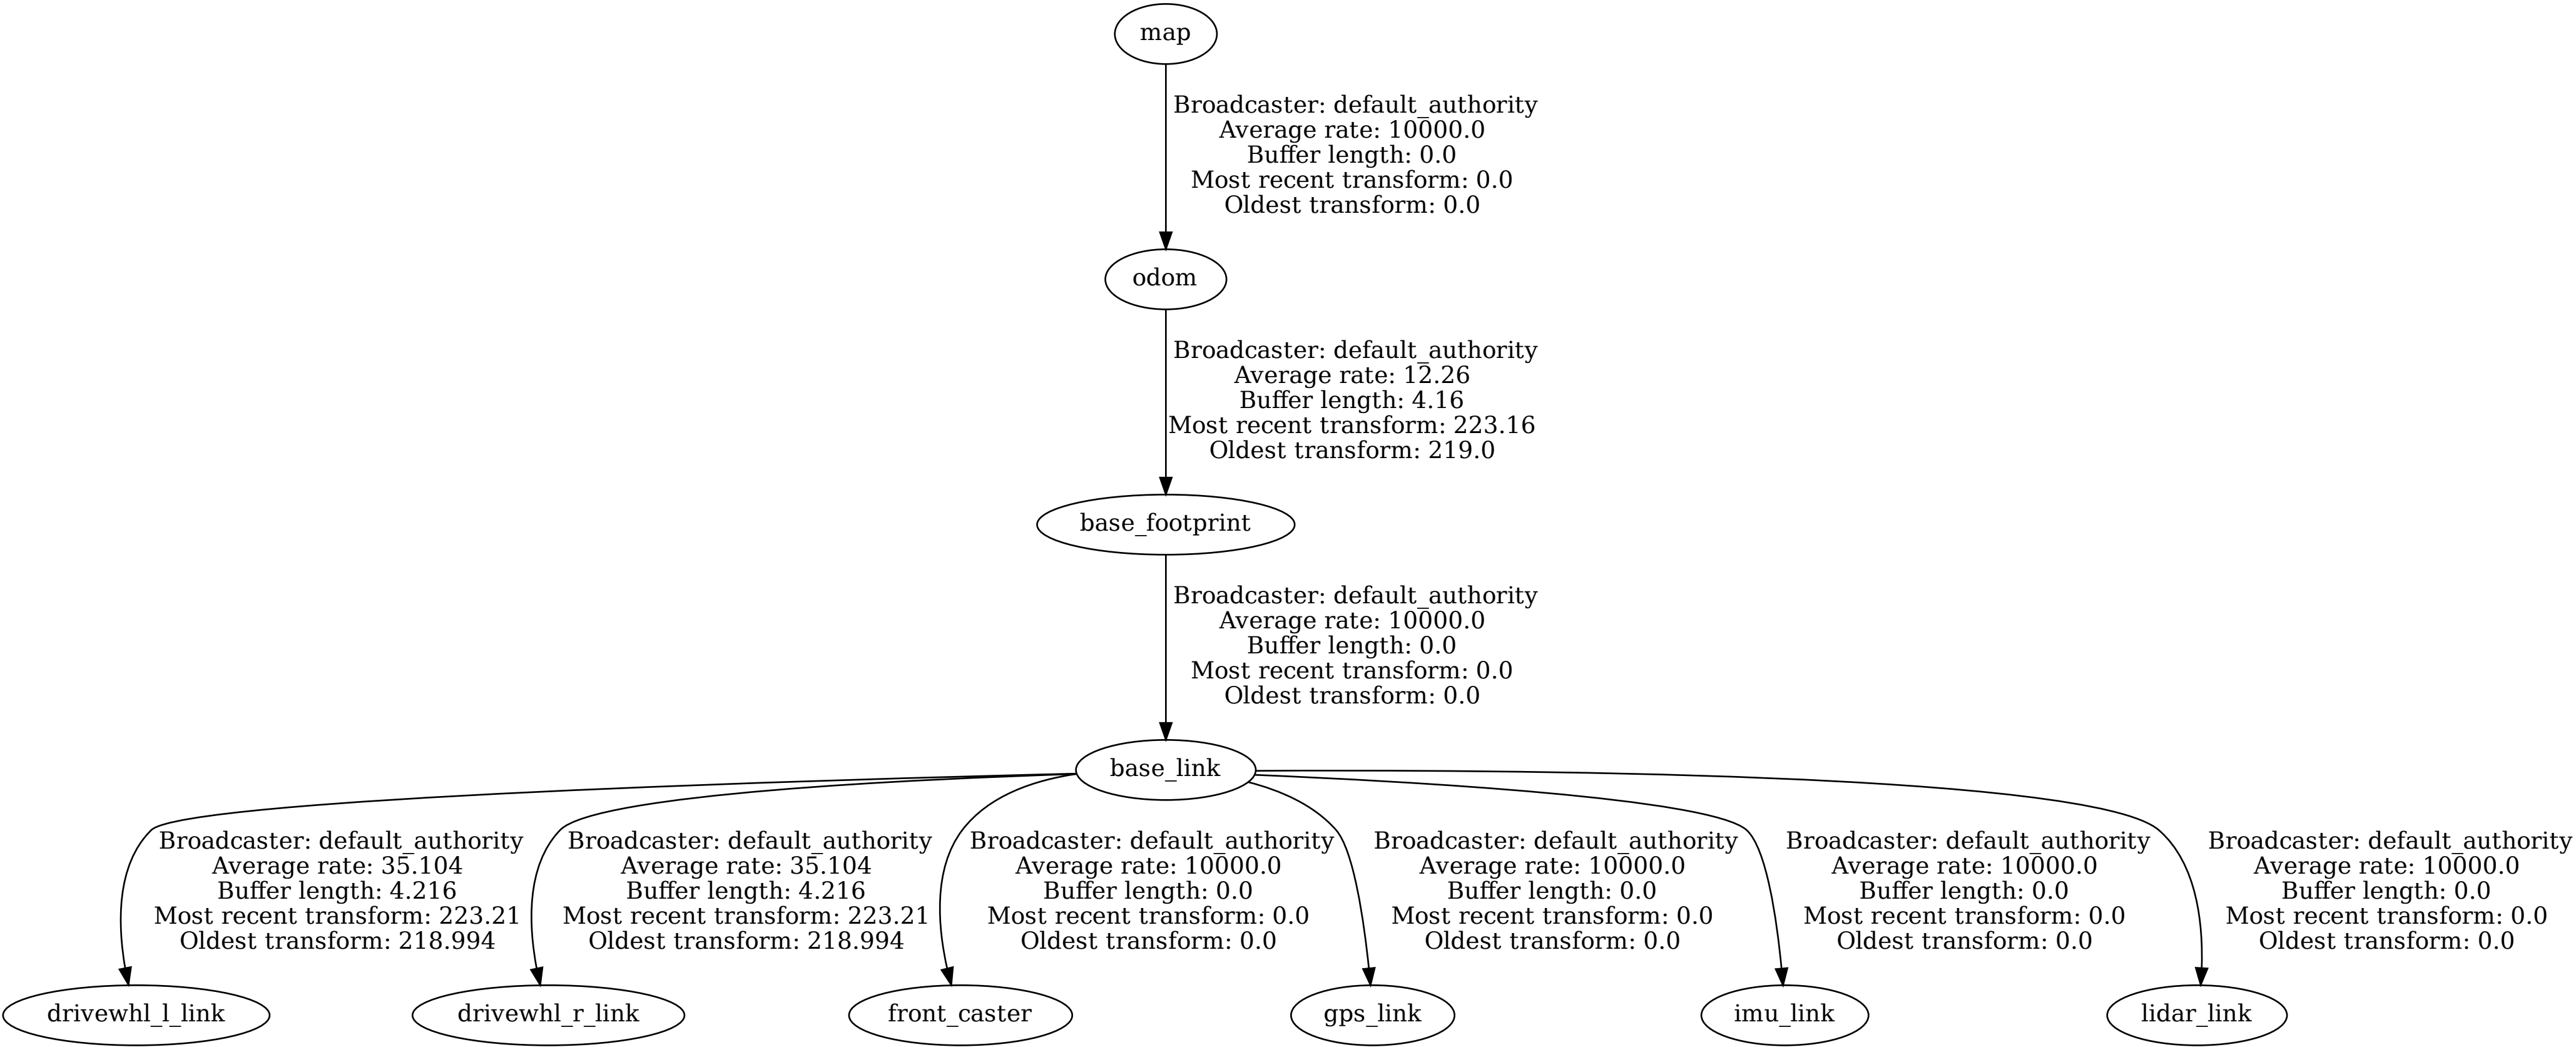 map
Broadcaster: default_authority
Average rate: 10000.0
Buffer length: 0.0
Most recent transform: 0.0
Oldest transform: 0.0
odom
Broadcaster: default_authority
Average rate: 12.26
Buffer length: 4.16
Most recent transform: 223.16
Oldest transform: 219.0
base_footprint
Broadcaster: default_authority
Average rate: 10000.0
Buffer length: 0.0
Most recent transform: 0.0
Oldest transform: 0.0
base_link
Broadcaster: default_authority
Average rate: 35.104
Buffer length: 4.216
Most recent transform: 223.21
Oldest transform: 218.994
Broadcaster: default_authority
Average rate: 35.104
Buffer length: 4.216
Most recent transform: 223.21
Oldest transform: 218.994
Broadcaster: default_authority
Average rate: 10000.0
Buffer length: 0.0
Most recent transform: 0.0
Oldest transform: 0.0
Broadcaster: default_authority
Average rate: 10000.0
Buffer length: 0.0
Most recent transform: 0.0
Oldest transform: 0.0
Broadcaster: default_authority
Average rate: 10000.0
Buffer length: 0.0
Most recent transform: 0.0
Oldest transform: 0.0
Broadcaster: default_authority
Average rate: 10000.0
Buffer length: 0.0
Most recent transform: 0.0
Oldest transform: 0.0
drivewhl_l_link
drivewhl_r_link
front_caster
gps_link
imu_link
lidar_link